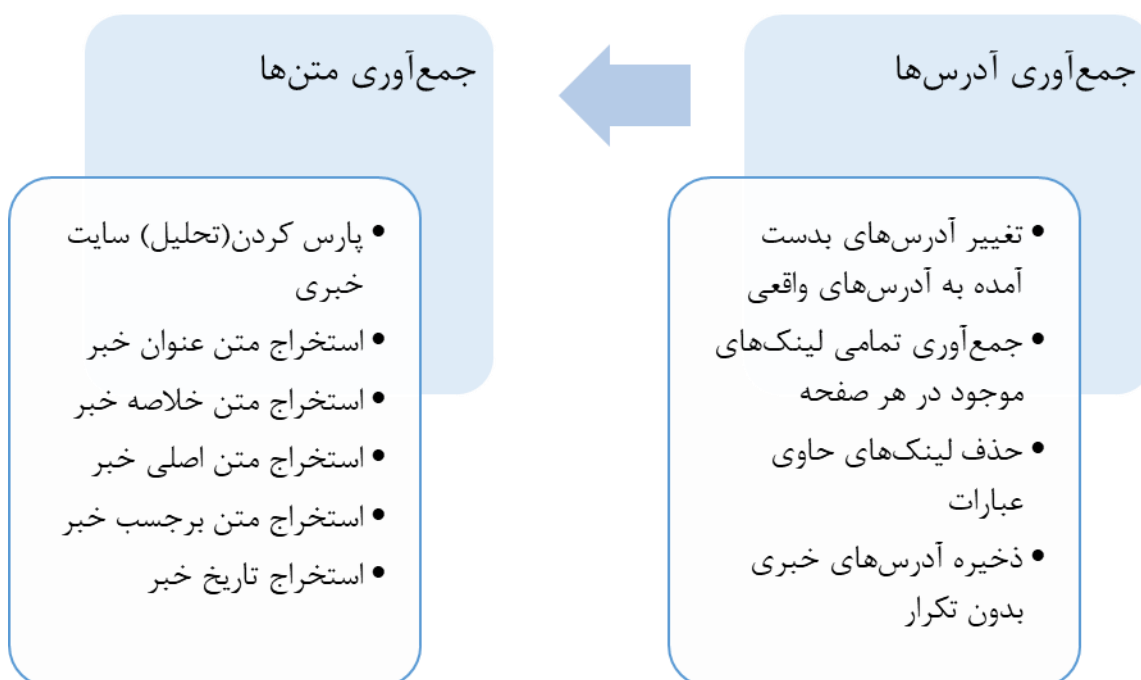 جمع‌آوری آدرس‌ها
• تغییر آدرس‌های بدست
آمده به آدرس‌های واقعی
• جمع‌آوری تمامی لینک‌های
موجود در هر صفحه
• حذف لینک‌های حاوی
عبارات
• ذخیره آدرس‌های خبری
بدون تکرار
جمع‌آوری متن‌ها
• پارس کردن(تحلیل) سایت
خبری
• استخراج متن عنوان خبر
• استخراج متن خلاصه خبر
• استخراج متن اصلی خبر
• استخراج متن برجسب خبر
• استخراج تاریخ خبر